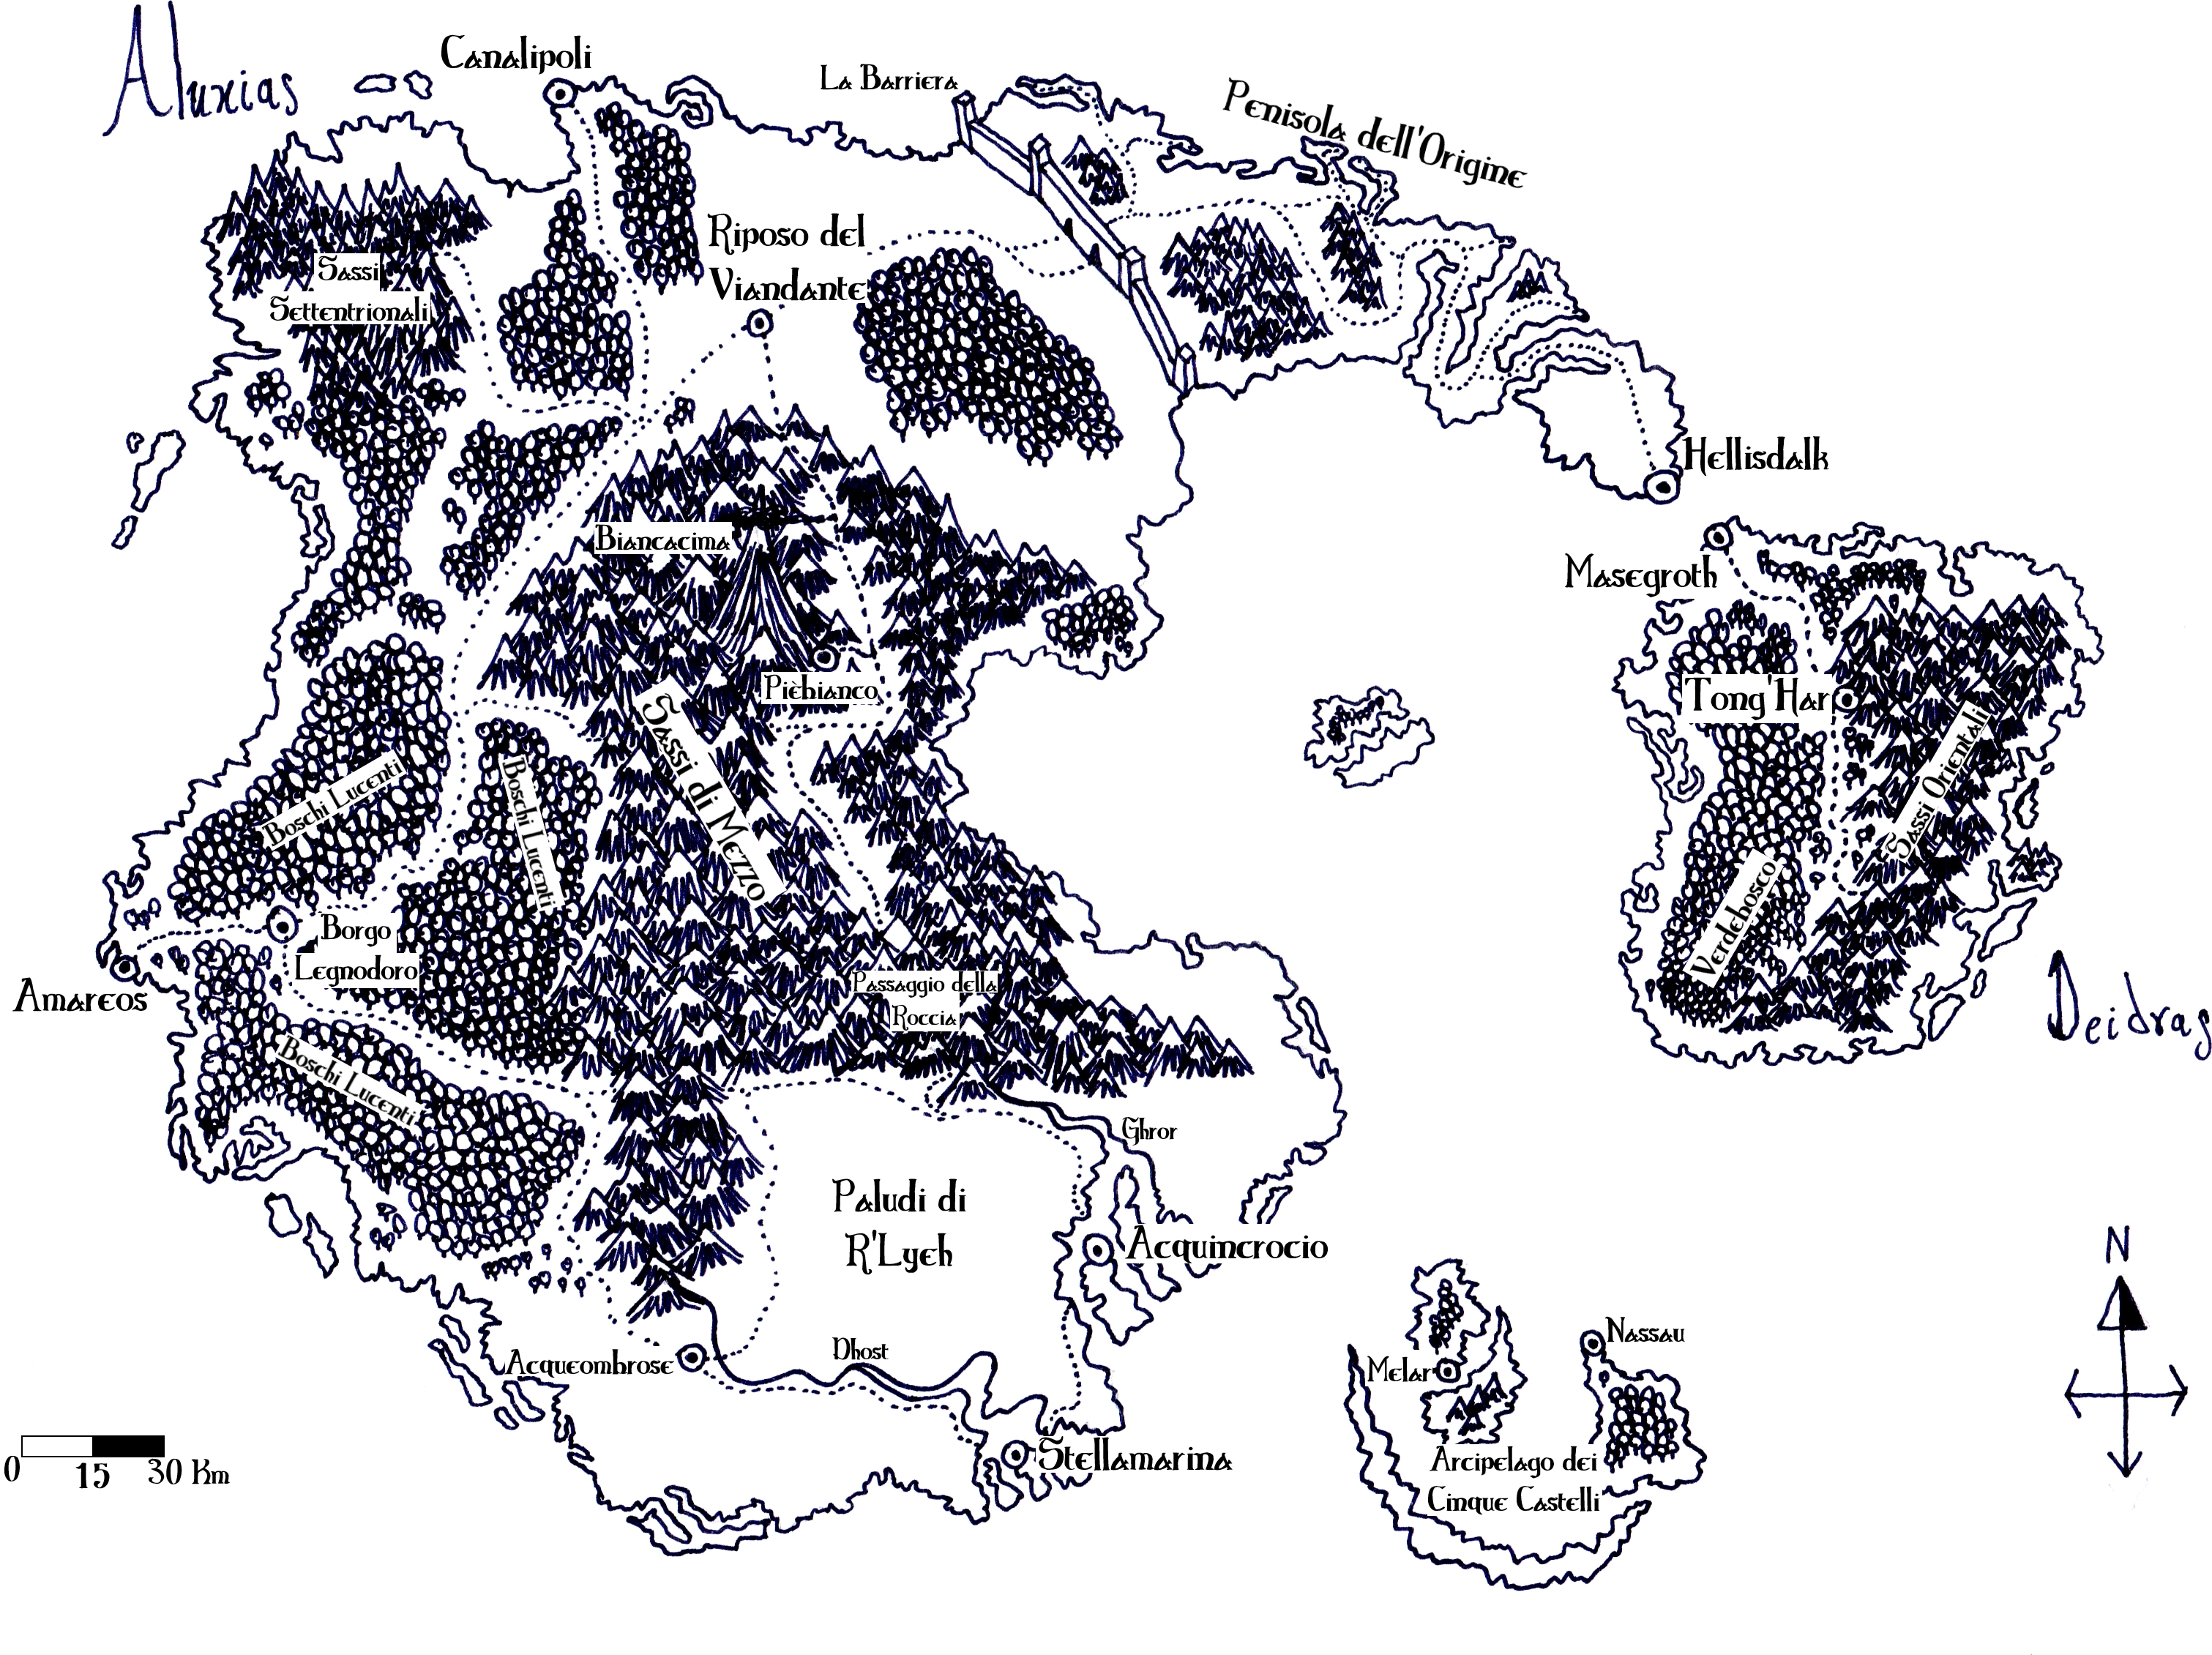 Aluxias
Canalipoli
La Barriera
Penisola dell'Origine
Riposo del
Viandante
Sassi
Settentrionali
Hellisdalk
Biancacima
Masegroth
Pièbianco
Tong'Har
Sassi di Mezzo
Sassi Orientali
Boschi Lucenti
Boschi Lucenti
Verdebosco
Borgo
Legnodoro
Amareos
Passaggio della
Roccia
Deidras
Boschi Lucenti
Ghror
Paludi di
R'Lyeh
Acquincrocio
N
Nassau
Dhost
Acqueombrose
Melar
Stellamarina
Arcipelago dei
Cinque Castelli
0 15 30 Km